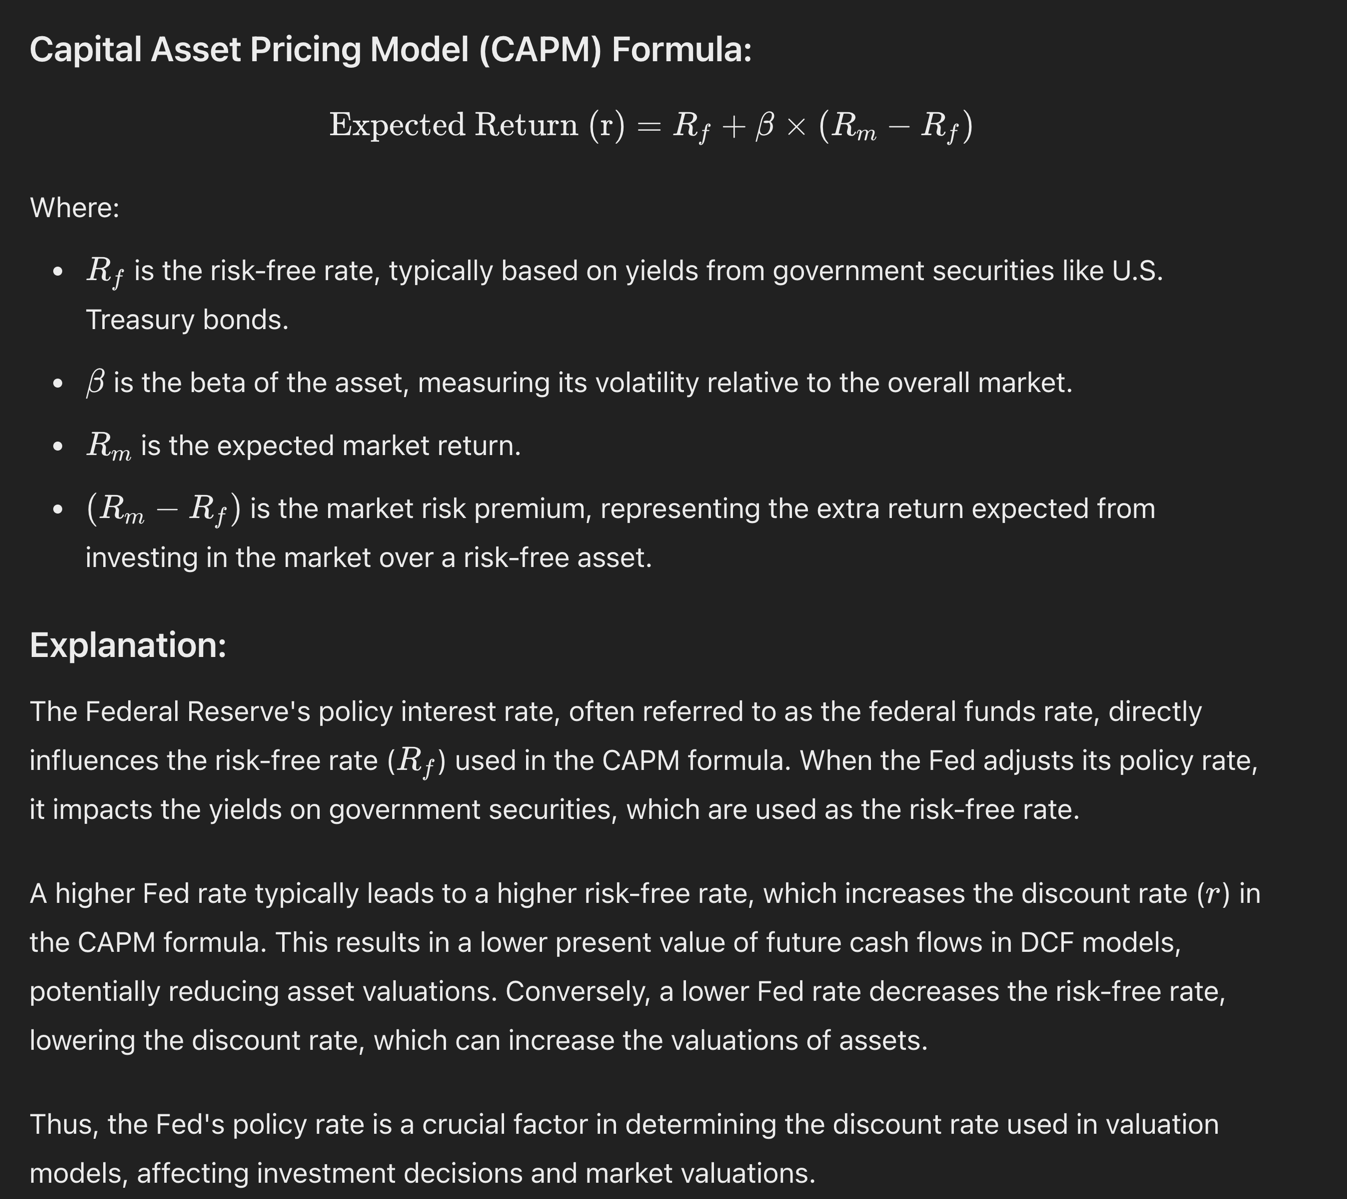 Capital Asset Pricing Model (CAPM) Formula:
Expected Return (r) = R_f + β × (R_m − R_f)
Where:
• R_f is the risk-free rate, typically based on yields from government securities like U.S.
Treasury bonds.
• β is the beta of the asset, measuring its volatility relative to the overall market.
• R_m is the expected market return.
• (R_m − R_f) is the market risk premium, representing the extra return expected from
investing in the market over a risk-free asset.
Explanation:
The Federal Reserve's policy interest rate, often referred to as the federal funds rate, directly
influences the risk-free rate (R_f) used in the CAPM formula. When the Fed adjusts its policy rate,
it impacts the yields on government securities, which are used as the risk-free rate.
A higher Fed rate typically leads to a higher risk-free rate, which increases the discount rate (r) in
the CAPM formula. This results in a lower present value of future cash flows in DCF models,
potentially reducing asset valuations. Conversely, a lower Fed rate decreases the risk-free rate,
lowering the discount rate, which can increase the valuations of assets.
Thus, the Fed's policy rate is a crucial factor in determining the discount rate used in valuation
models, affecting investment decisions and market valuations.